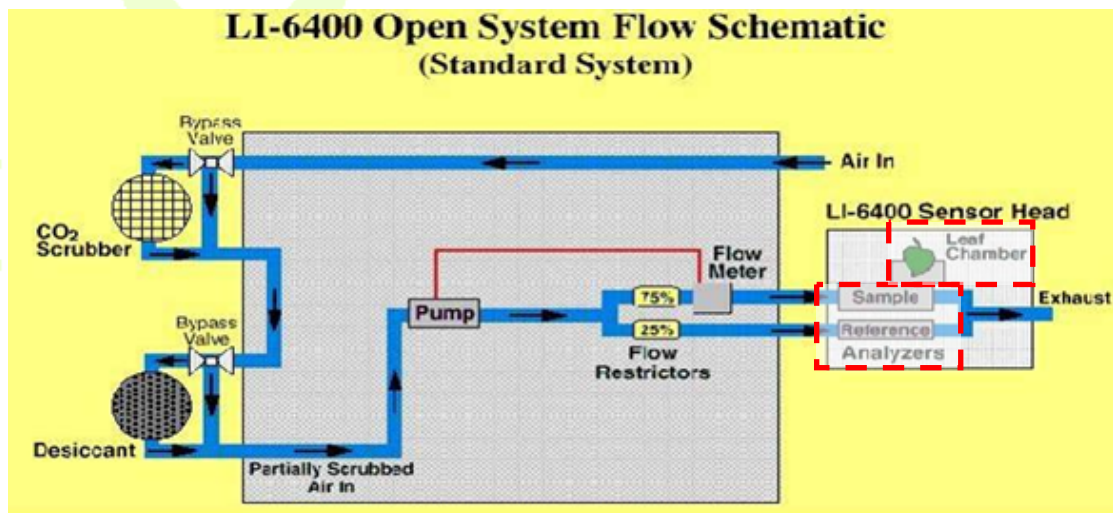 LI-6400 Open System Flow Schematic
(Standard System)
Bypass
Valve
Air In
CO₂
Scrubber
LI-6400 Sensor Head
Leaf
Chamber
Flow
Meter
75%
Sample
Exhaust
Pump
25%
Reference
Analyzers
Flow
Restrictors
Bypass
Valve
Desiccant
Partially Scrubbed
Air In